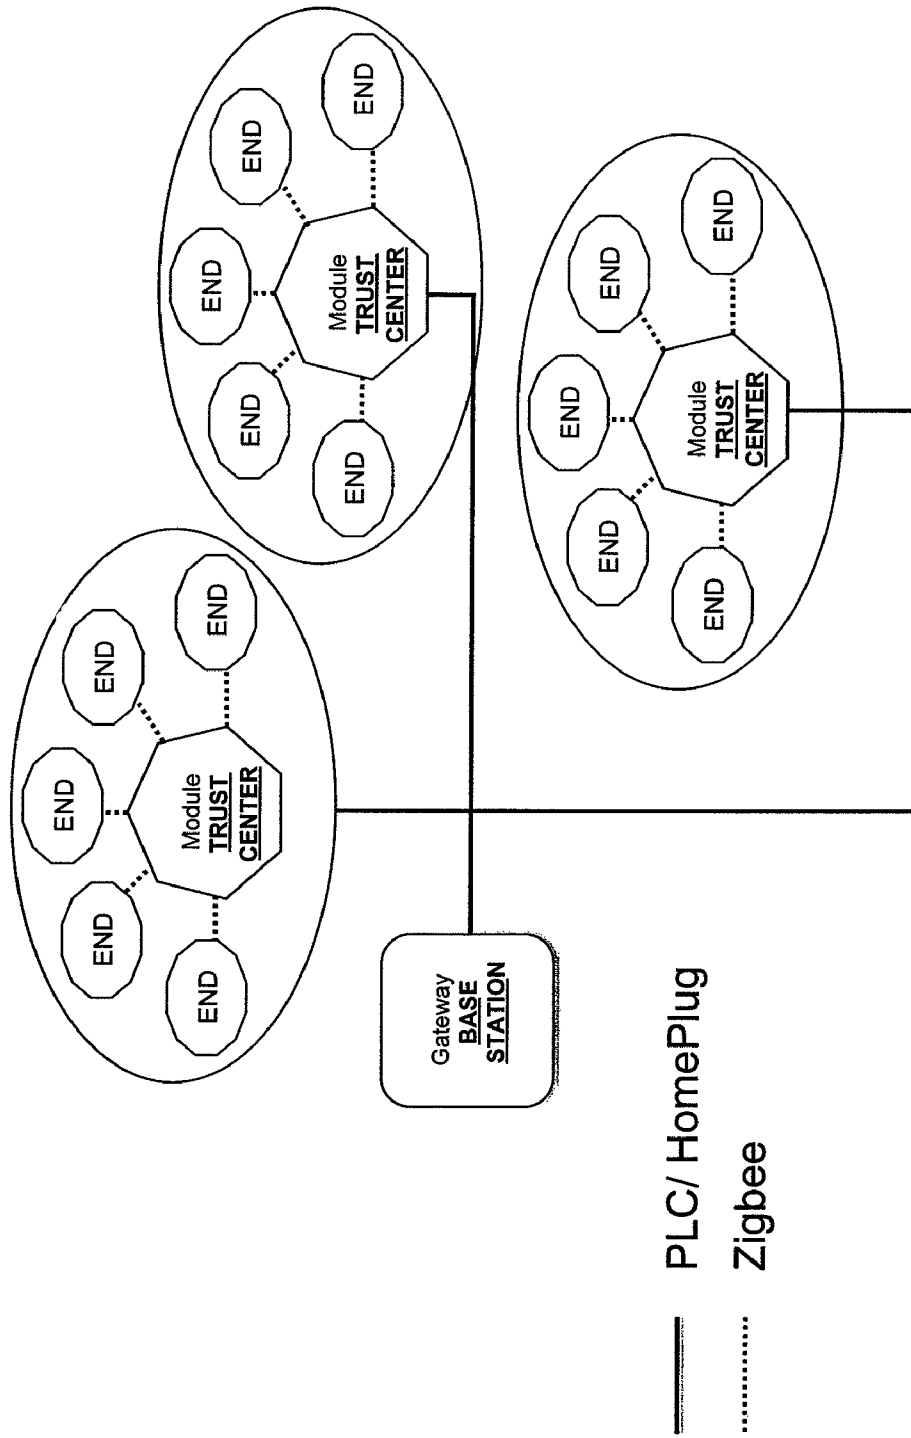 END
END
END
END
END
Module
TRUST
CENTER
END
END
END
END
END
Module
TRUST
CENTER
Gateway
BASE
STATION
END
END
END
END
END
Module
TRUST
CENTER
PLC/ HomePlug
Zigbee